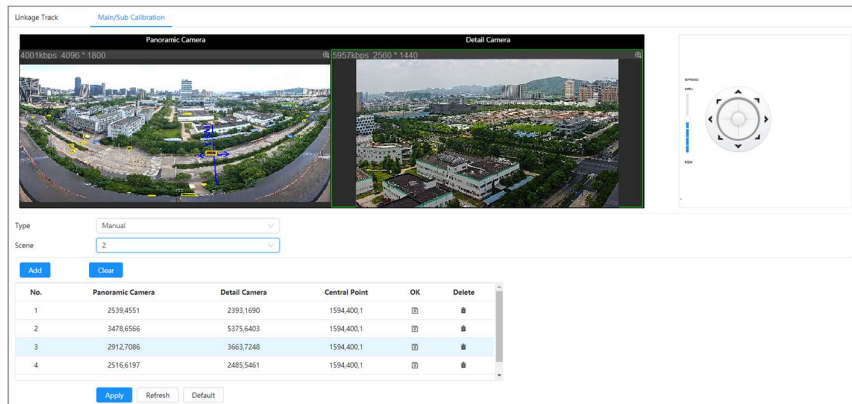 Linkage Track Main/Sub Calibration
Panoramic Camera Detail Camera
4001kbps 4096 * 1800 5957kbps 2560 * 1440
Type Manual
Scene 2
Add Clear
No. Panoramic Camera Detail Camera Central Point OK Delete
1 2539,4551 2393,1690 1594,400,1
2 3478,6566 5375,6403 1594,400,1
3 2912,7086 3663,7248 1594,400,1
4 2516,6197 2485,5461 1594,400,1
Apply Refresh Default